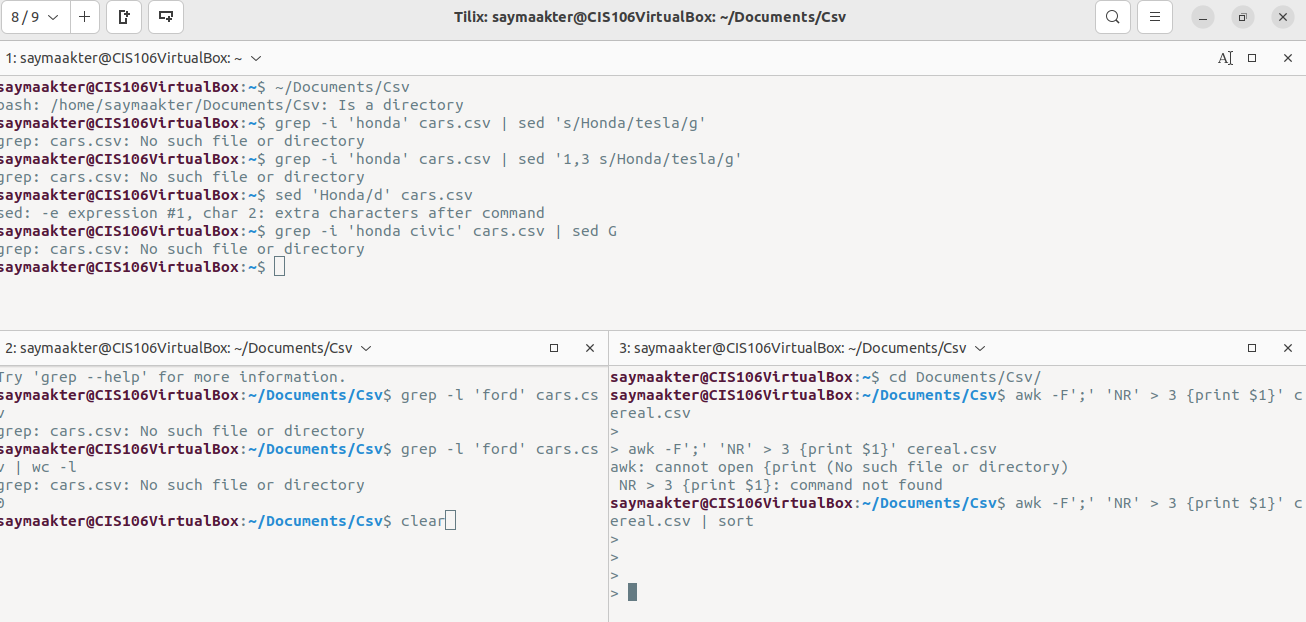 8 / 9
Tilix: saymaakter@CIS106VirtualBox: ~/Documents/Csv
1: saymaakter@CIS106VirtualBox: ~
saymaakter@CIS106VirtualBox:~$ ~/Documents/Csv
bash: /home/saymaakter/Documents/Csv: Is a directory
saymaakter@CIS106VirtualBox:~$ grep -i 'honda' cars.csv | sed 's/Honda/tesla/g'
grep: cars.csv: No such file or directory
saymaakter@CIS106VirtualBox:~$ grep -i 'honda' cars.csv | sed '1,3 s/Honda/tesla/g'
grep: cars.csv: No such file or directory
saymaakter@CIS106VirtualBox:~$ sed 'Honda/d' cars.csv
sed: -e expression #1, char 2: extra characters after command
saymaakter@CIS106VirtualBox:~$ grep -i 'honda civic' cars.csv | sed G
grep: cars.csv: No such file or directory
saymaakter@CIS106VirtualBox:~$
2: saymaakter@CIS106VirtualBox: ~/Documents/Csv
Try 'grep --help' for more information.
saymaakter@CIS106VirtualBox:~/Documents/Csv$ grep -l 'ford' cars.cs
v
grep: cars.csv: No such file or directory
saymaakter@CIS106VirtualBox:~/Documents/Csv$ grep -l 'ford' cars.cs
v | wc -l
grep: cars.csv: No such file or directory
0
saymaakter@CIS106VirtualBox:~/Documents/Csv$ clear
3: saymaakter@CIS106VirtualBox: ~/Documents/Csv
saymaakter@CIS106VirtualBox:~$ cd Documents/Csv/
saymaakter@CIS106VirtualBox:~/Documents/Csv$ awk -F';' 'NR' > 3 {print $1}' c
ereal.csv
>
> awk -F';' 'NR' > 3 {print $1}' cereal.csv
awk: cannot open {print (No such file or directory)
 NR > 3 {print $1}: command not found
saymaakter@CIS106VirtualBox:~/Documents/Csv$ awk -F';' 'NR' > 3 {print $1}' c
ereal.csv | sort
>
>
>
>